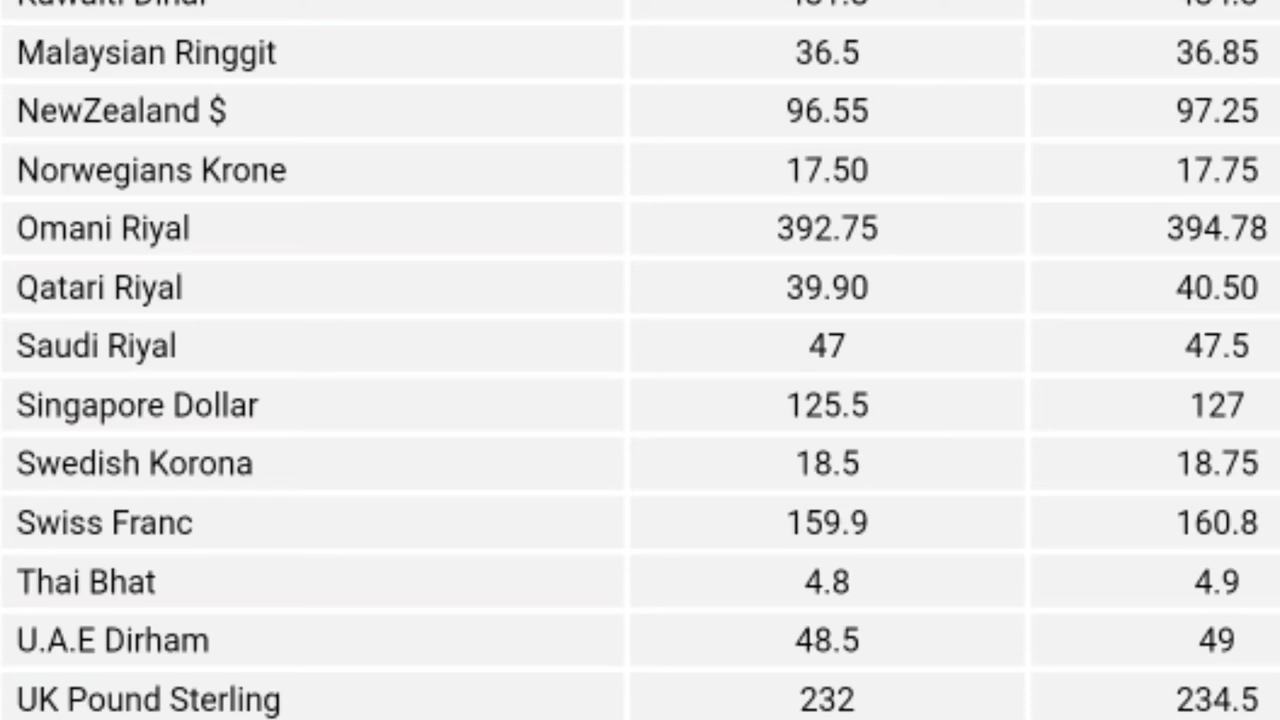 Malaysian Ringgit 36.5 36.85
NewZealand $ 96.55 97.25
Norwegians Krone 17.50 17.75
Omani Riyal 392.75 394.78
Qatari Riyal 39.90 40.50
Saudi Riyal 47 47.5
Singapore Dollar 125.5 127
Swedish Korona 18.5 18.75
Swiss Franc 159.9 160.8
Thai Bhat 4.8 4.9
U.A.E Dirham 48.5 49
UK Pound Sterling 232 234.5